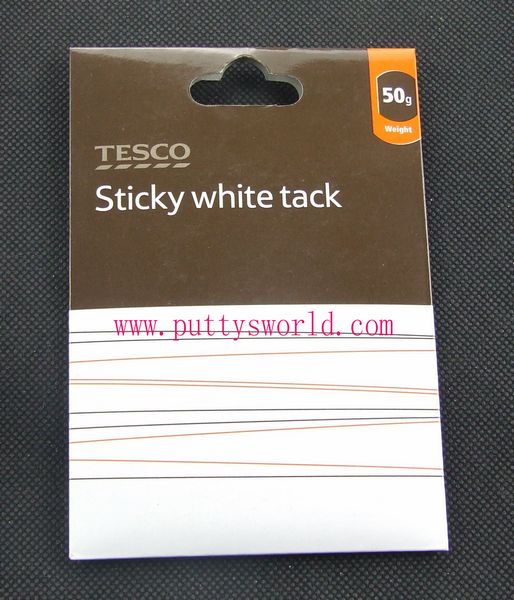 50g
Weight
TESCO
Sticky white tack
www.puttysworld.com